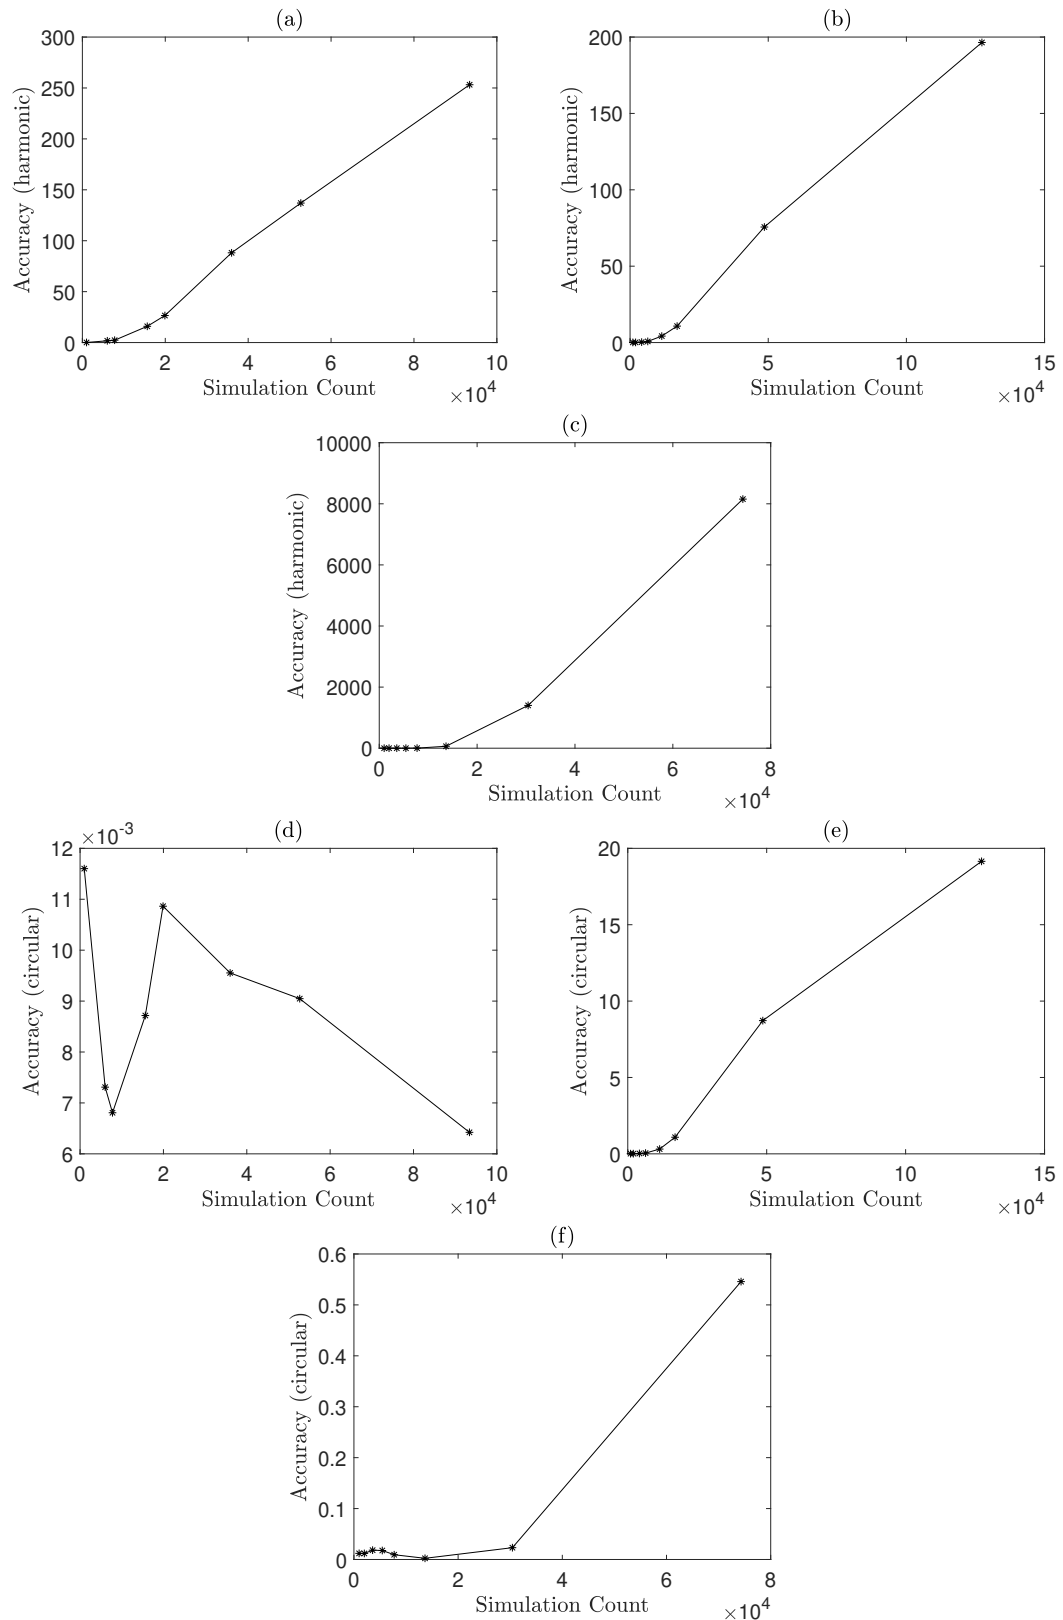 (a)
300
250
200
150
100
50
0
Accuracy (harmonic)
0 2 4 6 8 10
Simulation Count
×10^4
(b)
200
150
100
50
0
Accuracy (harmonic)
0 5 10 15
Simulation Count
×10^4
(c)
10000
8000
6000
4000
2000
0
Accuracy (harmonic)
0 2 4 6 8
Simulation Count
×10^4
(d)
×10^-3
12
11
10
9
8
7
6
Accuracy (circular)
0 2 4 6 8 10
Simulation Count
×10^4
(e)
20
15
10
5
0
Accuracy (circular)
0 5 10 15
Simulation Count
×10^4
(f)
0.6
0.5
0.4
0.3
0.2
0.1
0
Accuracy (circular)
0 2 4 6 8
Simulation Count
×10^4